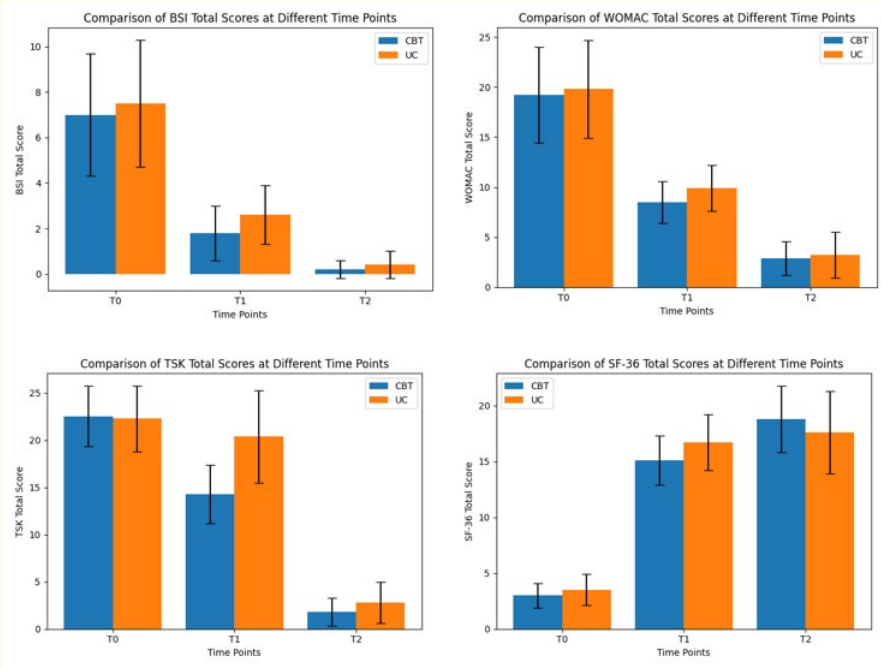 Comparison of BSI Total Scores at Different Time Points
CBT
UC
BSI Total Score
10
8
6
4
2
0
T0 T1 T2
Time Points
Comparison of WOMAC Total Scores at Different Time Points
CBT
UC
WOMAC Total Score
25
20
15
10
5
0
T0 T1 T2
Time Points
Comparison of TSK Total Scores at Different Time Points
CBT
UC
TSK Total Score
25
20
15
10
5
0
T0 T1 T2
Time Points
Comparison of SF-36 Total Scores at Different Time Points
CBT
UC
SF-36 Total Score
20
15
10
5
0
T0 T1 T2
Time Points